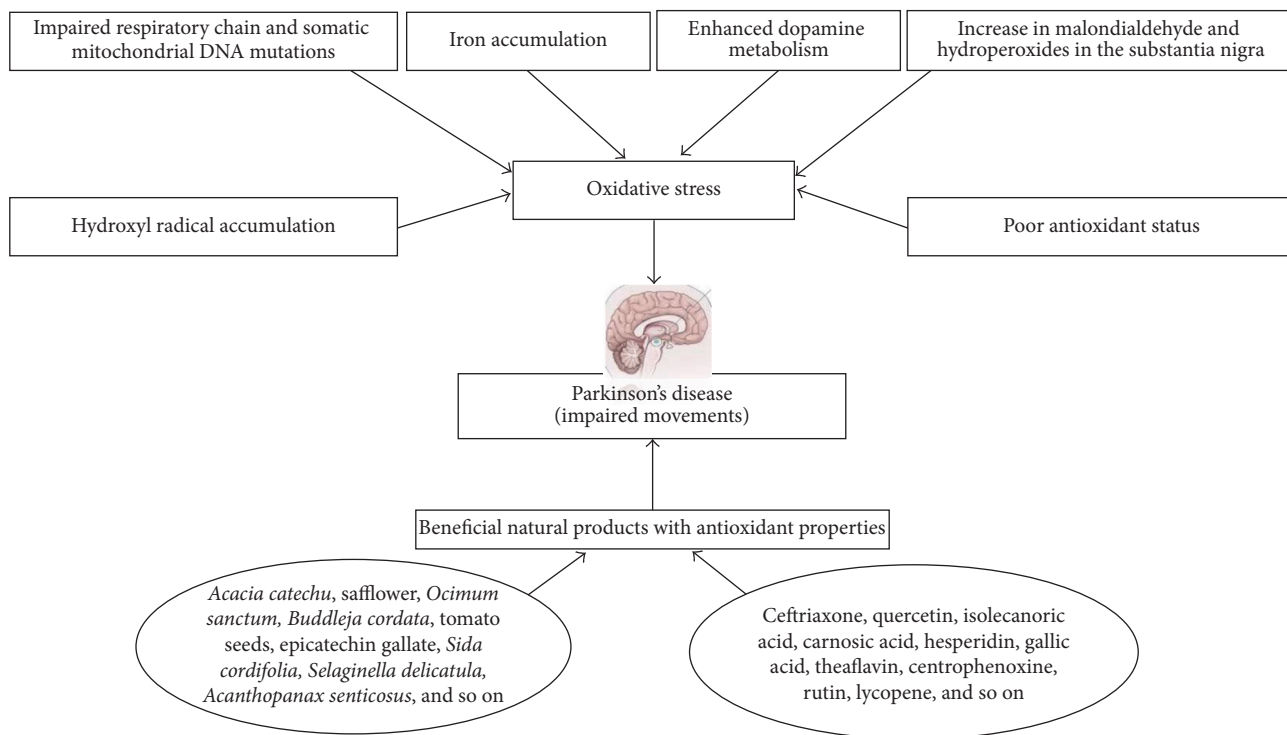 Impaired respiratory chain and somatic
mitochondrial DNA mutations
Iron accumulation
Enhanced dopamine
metabolism
Increase in malondialdehyde and
hydroperoxides in the substantia nigra
Oxidative stress
Hydroxyl radical accumulation
Poor antioxidant status
Parkinson's disease
(impaired movements)
Beneficial natural products with antioxidant properties
Acacia catechu, safflower, Ocimum
sanctum, Buddleja cordata, tomato
seeds, epicatechin gallate, Sida
cordifolia, Selaginella delicatula,
Acanthopanax senticosus, and so on
Ceftriaxone, quercetin, isolecanoric
acid, carnosic acid, hesperidin, gallic
acid, theaflavin, centrophenoxine,
rutin, lycopene, and so on